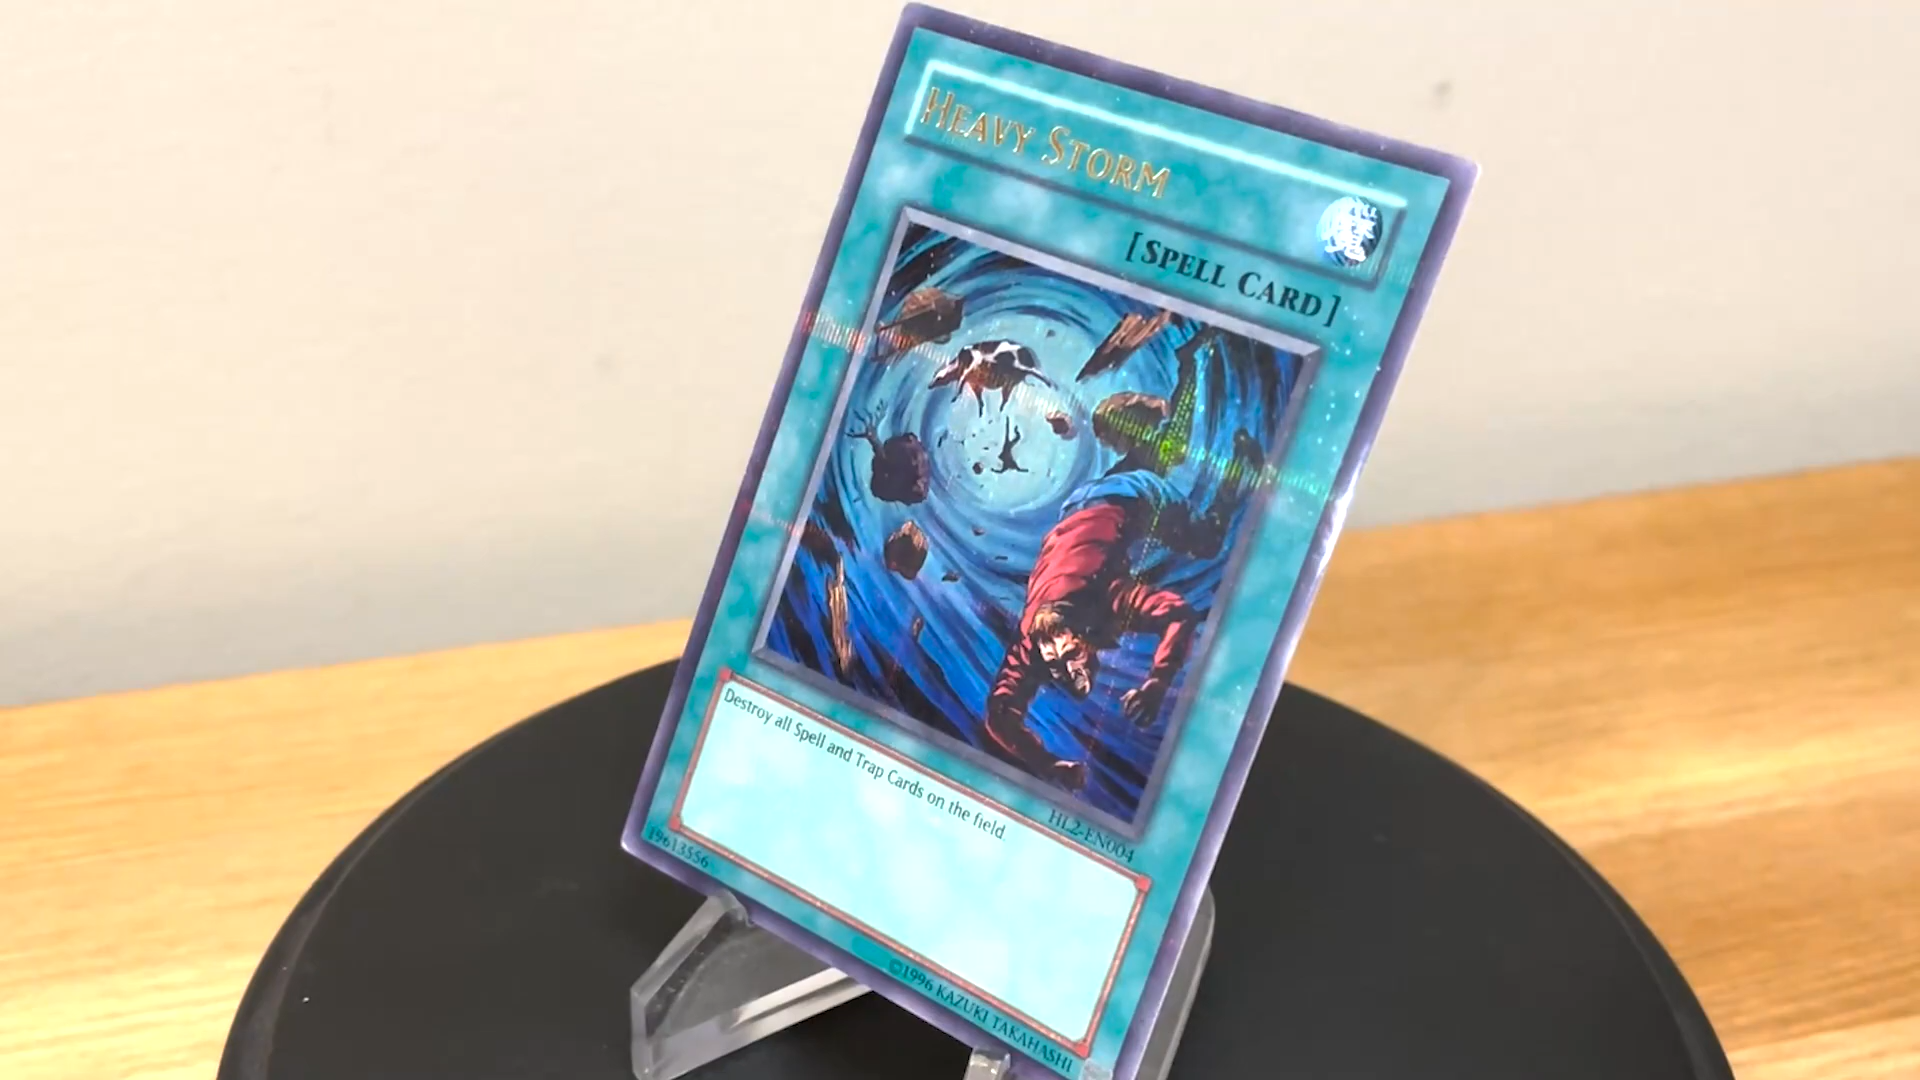 HEAVY STORM
[SPELL CARD]
HL2-EN004
Destroy all Spell and Trap Cards on the field.
19613556
©1996 KAZUKI TAKAHASHI